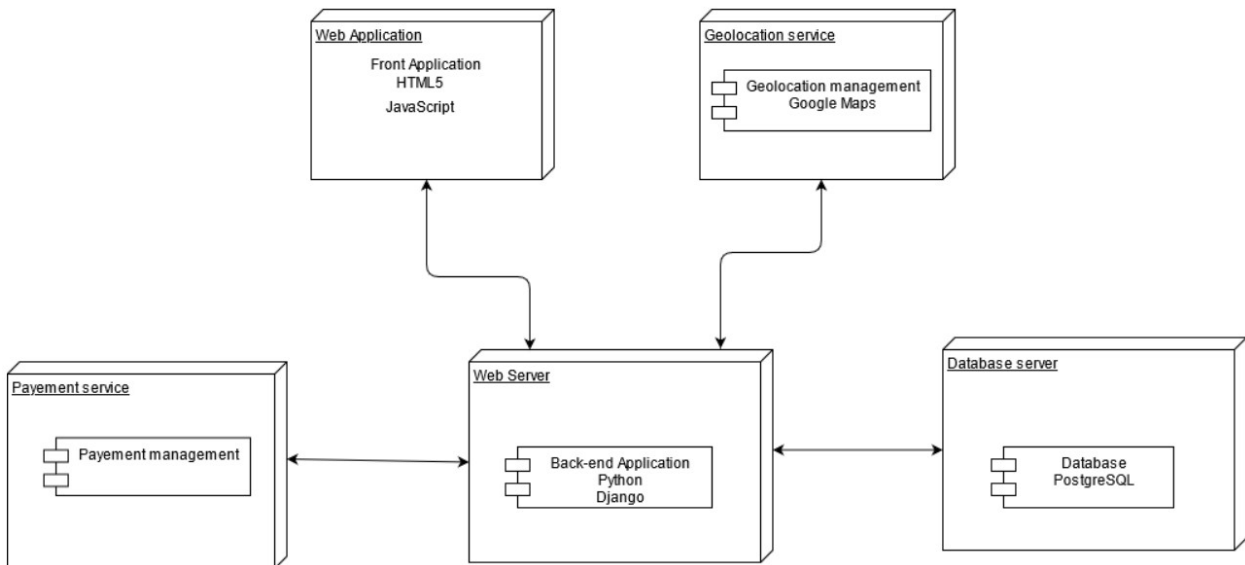 Web Application
Front Application
HTML5
JavaScript
Geolocation service
Geolocation management
Google Maps
Payement service
Payement management
Web Server
Back-end Application
Python
Django
Database server
Database
PostgreSQL